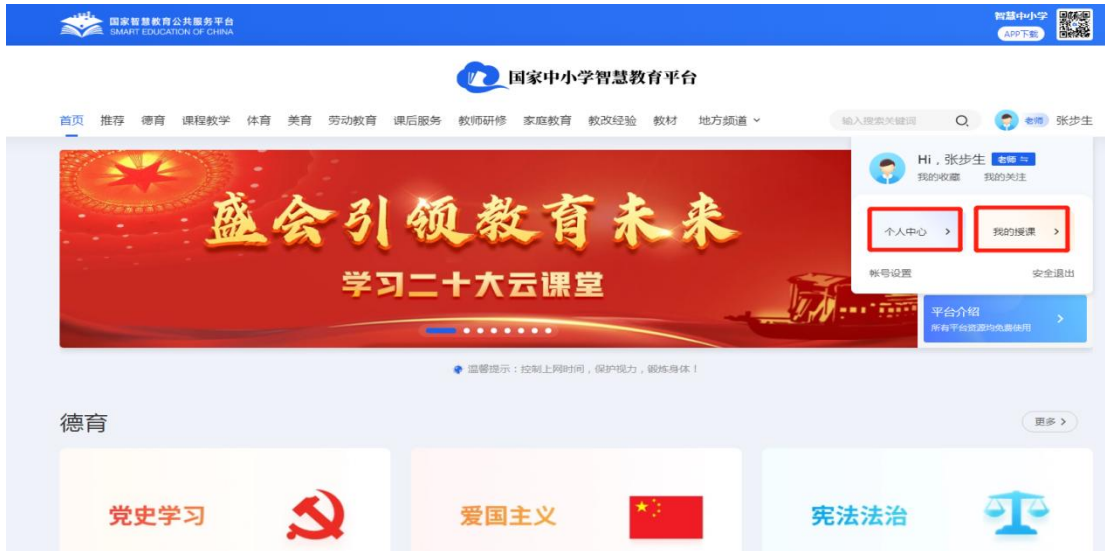 国家智慧教育公共服务平台
SMART EDUCATION OF CHINA
智慧中小学
APP下载
国家中小学智慧教育平台
首页 推荐 德育 课程教学 体育 美育 劳动教育 课后服务 教师研修 家庭教育 教改经验 教材 地方频道
输入搜索关键词
老师 张步生
Hi，张步生 老师
我的收藏 我的关注
个人中心 >
我的授课 >
帐号设置 安全退出
盛会引领教育未来
学习二十大云课堂
平台介绍
所有平台资源均免费使用
温馨提示：控制上网时间，保护视力，锻炼身体！
德育
更多 >
党史学习
爱国主义
宪法法治